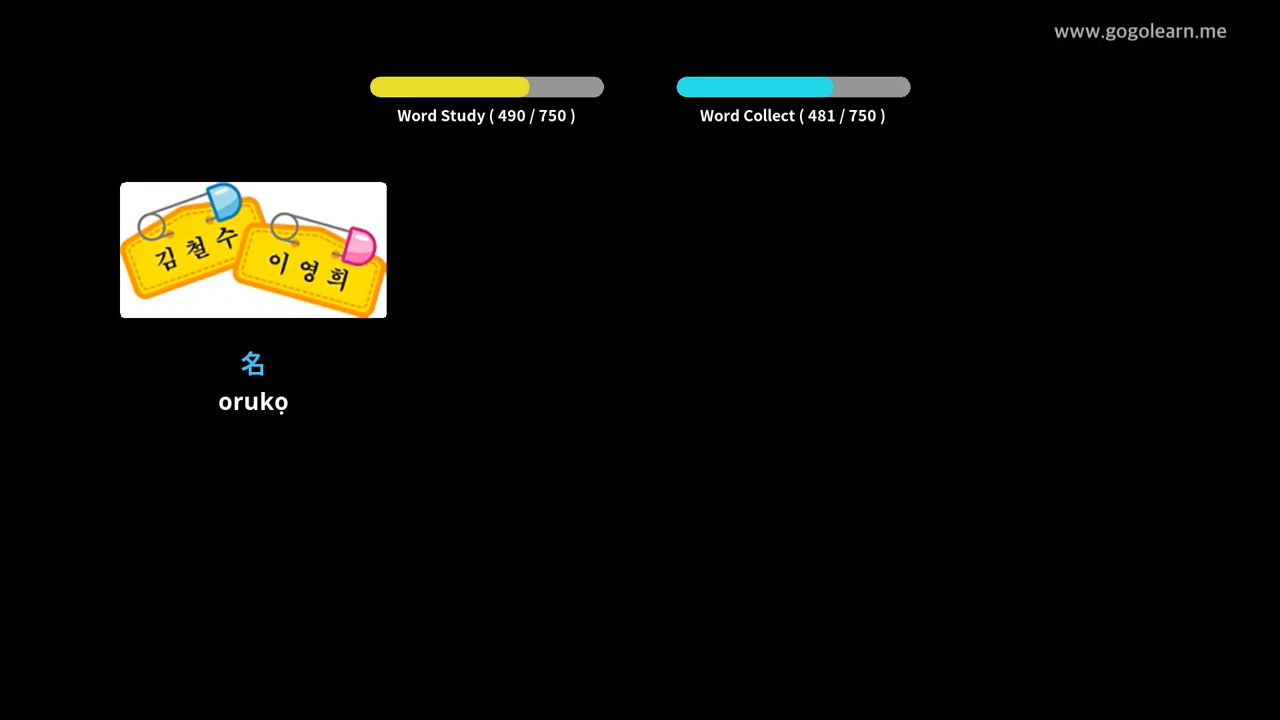 www.gogolearn.me
Word Study ( 490 / 750 )
Word Collect ( 481 / 750 )
김철수
이영희
名
orukọ